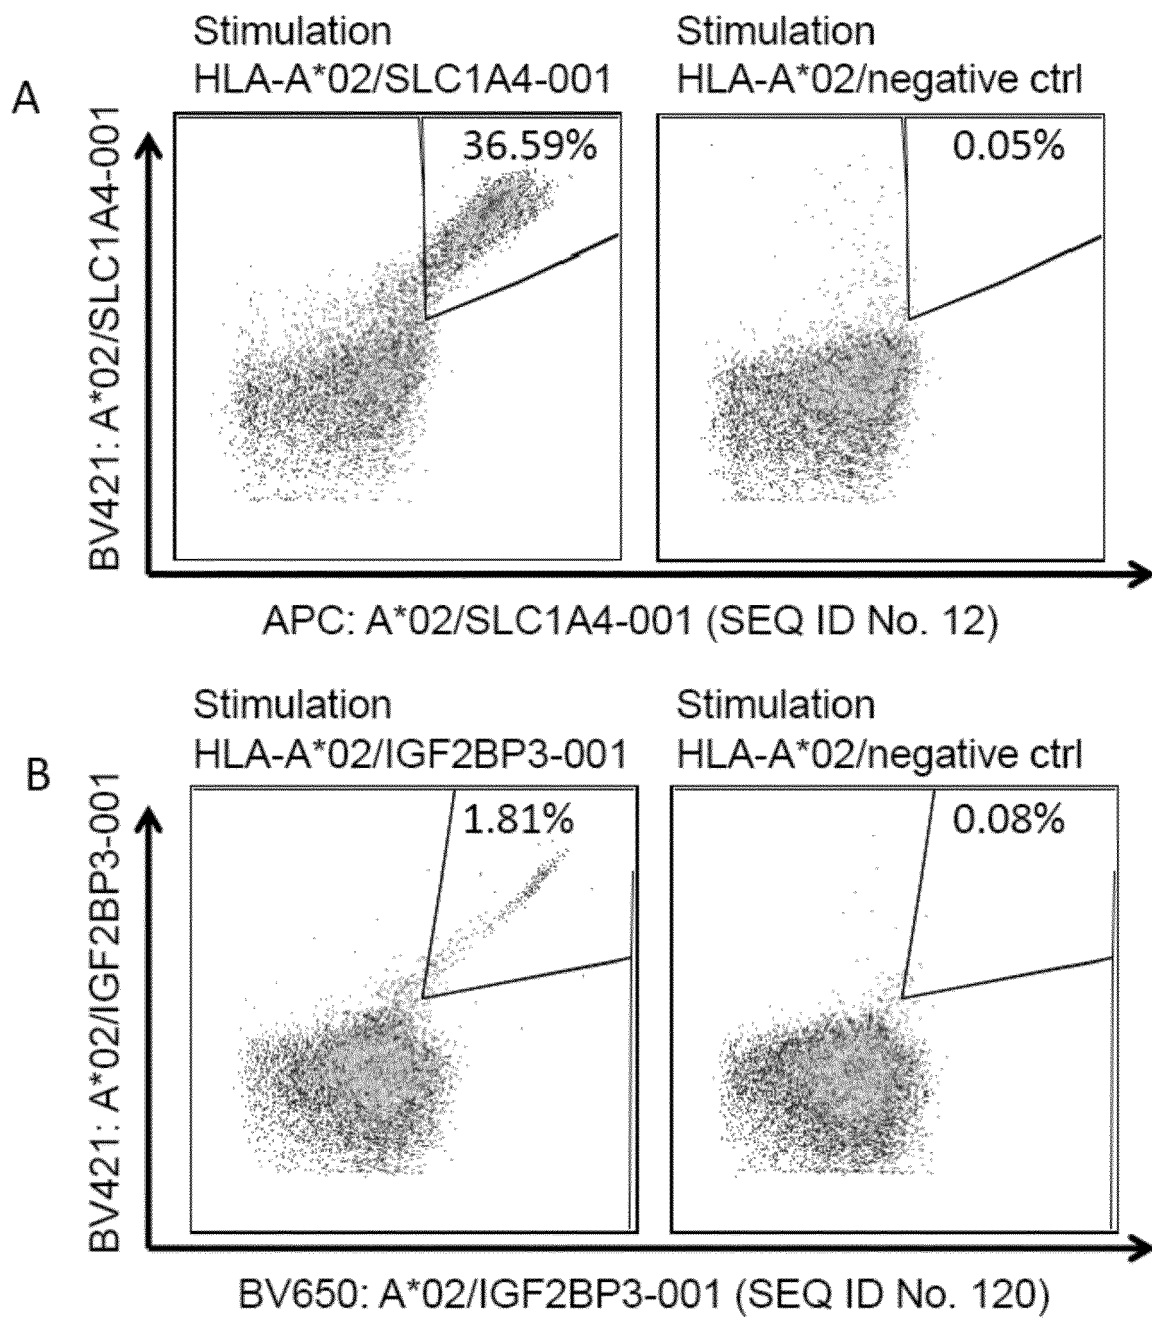 Stimulation
HLA-A*02/SLC1A4-001
Stimulation
HLA-A*02/negative ctrl
A
BV421: A*02/SLC1A4-001
36.59%
0.05%
APC: A*02/SLC1A4-001 (SEQ ID No. 12)
Stimulation
HLA-A*02/IGF2BP3-001
Stimulation
HLA-A*02/negative ctrl
B
BV421: A*02/IGF2BP3-001
1.81%
0.08%
BV650: A*02/IGF2BP3-001 (SEQ ID No. 120)